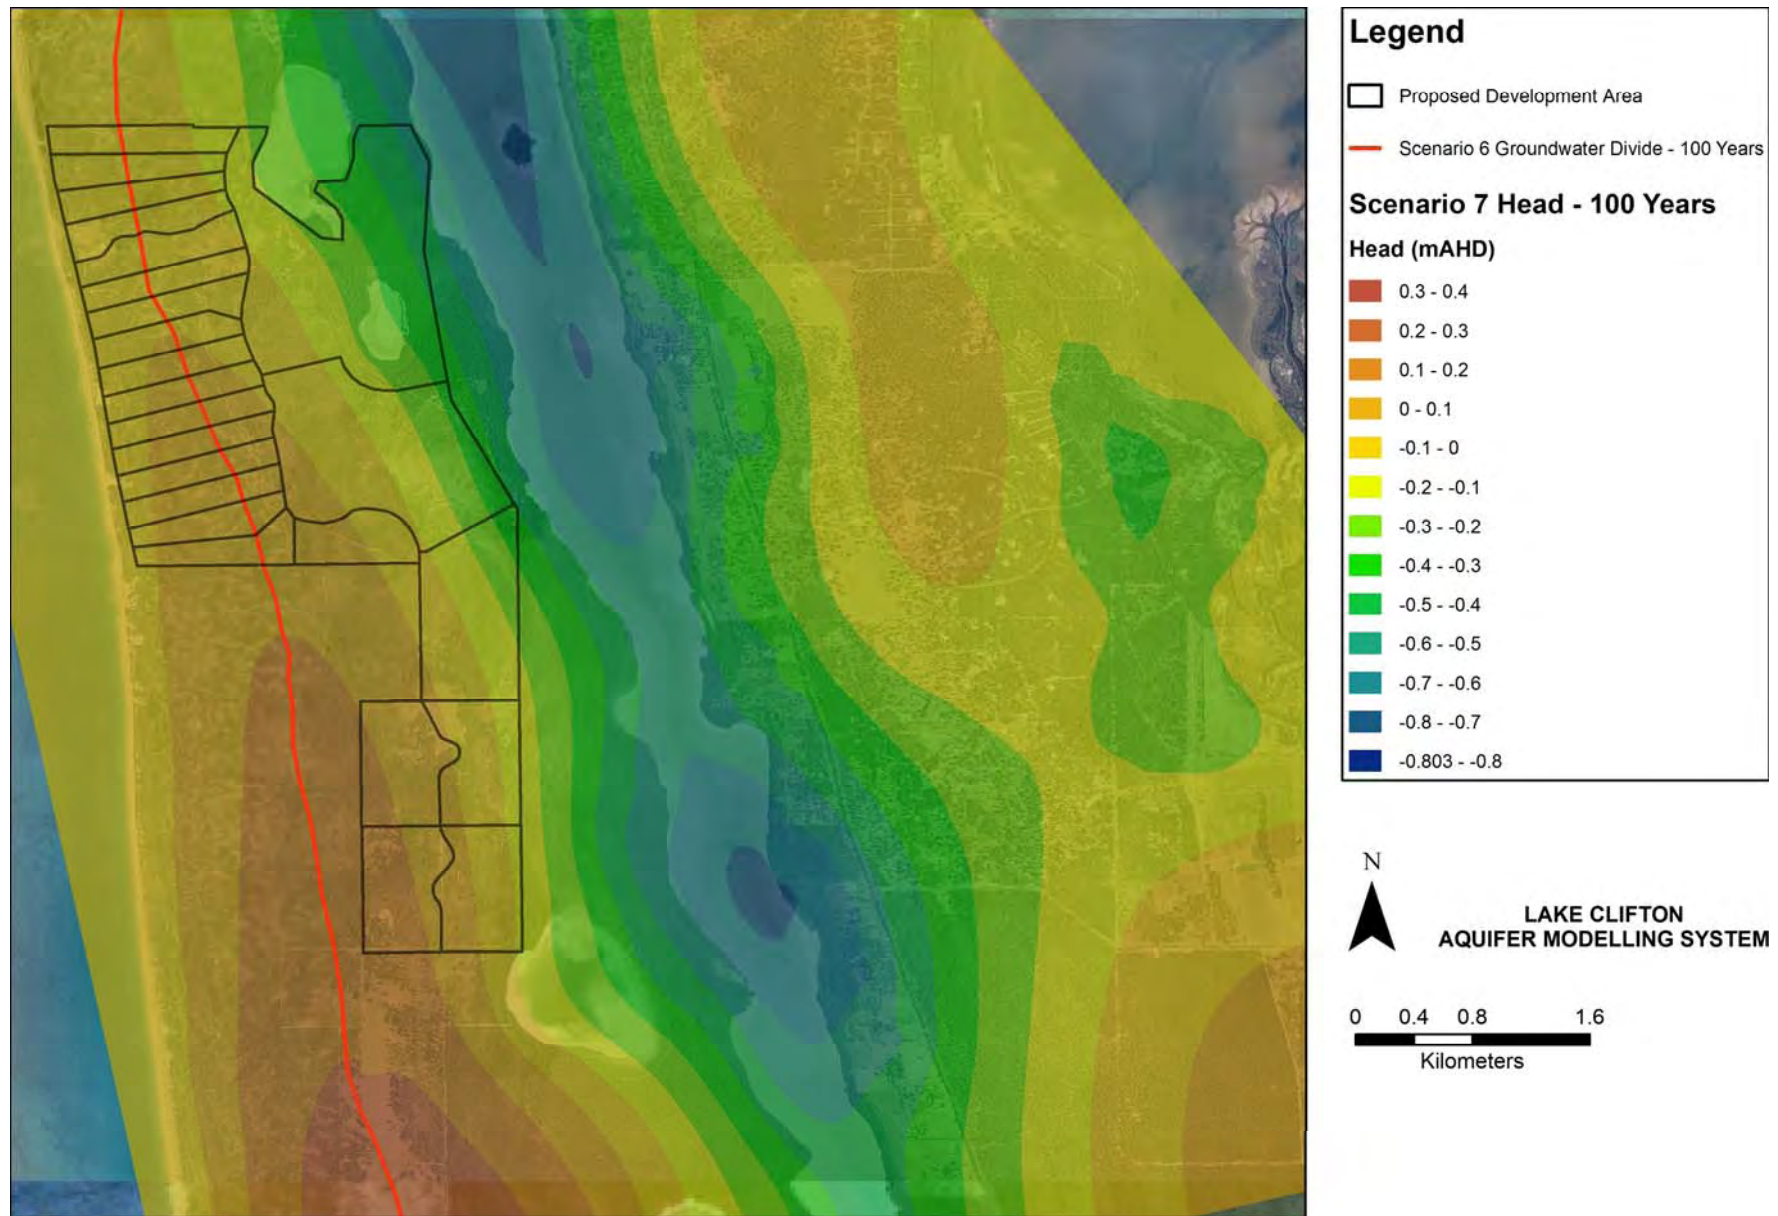 Legend
Proposed Development Area
Scenario 6 Groundwater Divide - 100 Years
Scenario 7 Head - 100 Years
Head (mAHD)
0.3 - 0.4
0.2 - 0.3
0.1 - 0.2
0 - 0.1
-0.1 - 0
-0.2 - -0.1
-0.3 - -0.2
-0.4 - -0.3
-0.5 - -0.4
-0.6 - -0.5
-0.7 - -0.6
-0.8 - -0.7
-0.803 - -0.8
N
LAKE CLIFTON
AQUIFER MODELLING SYSTEM
0 0.4 0.8 1.6
Kilometers